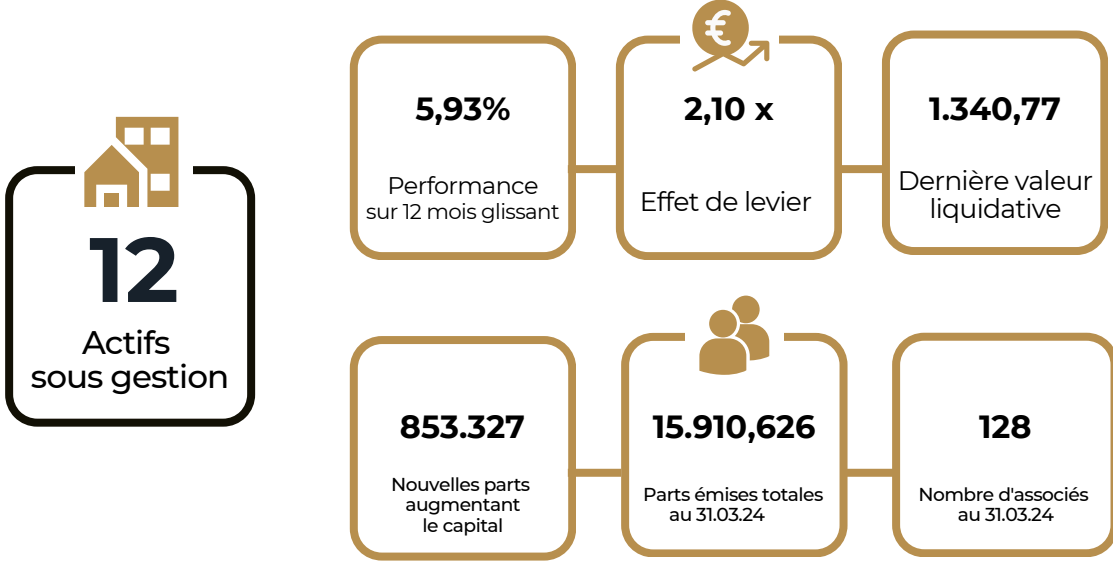 12
Actifs
sous gestion
5,93%
Performance
sur 12 mois glissant
€
2,10 x
Effet de levier
1.340,77
Dernière valeur
liquidative
853.327
Nouvelles parts
augmentant
le capital
15.910,626
Parts émises totales
au 31.03.24
128
Nombre d'associés
au 31.03.24